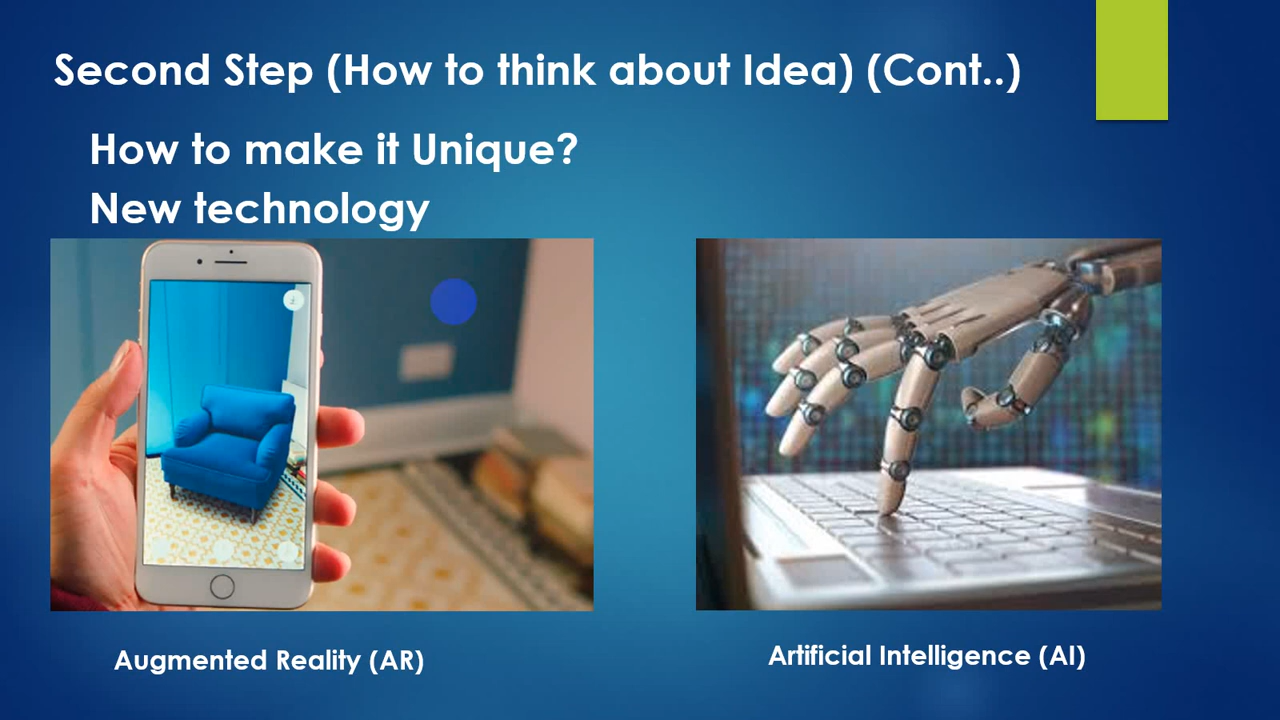 Second Step (How to think about Idea) (Cont..)
How to make it Unique?
New technology
Augmented Reality (AR)
Artificial Intelligence (AI)